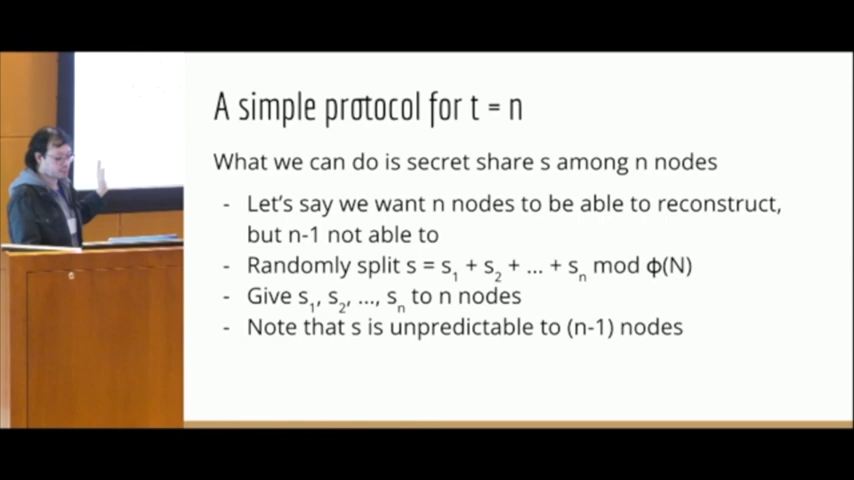 A simple protocol for t = n
What we can do is secret share s among n nodes
- Let's say we want n nodes to be able to reconstruct,
but n-1 not able to
- Randomly split s = s₁ + s₂ + ... + sₙ mod ϕ(N)
- Give s₁, s₂, ..., sₙ to n nodes
- Note that s is unpredictable to (n-1) nodes